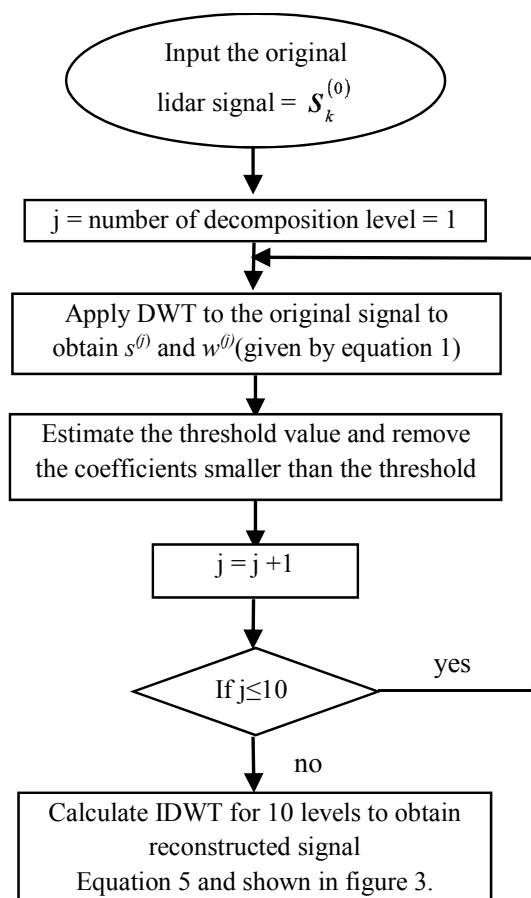 Input the original
lidar signal = S_k^(0)
j = number of decomposition level = 1
Apply DWT to the original signal to
obtain s^(j) and w^(j)(given by equation 1)
Estimate the threshold value and remove
the coefficients smaller than the threshold
j = j +1
If j≤10
yes
no
Calculate IDWT for 10 levels to obtain
reconstructed signal
Equation 5 and shown in figure 3.